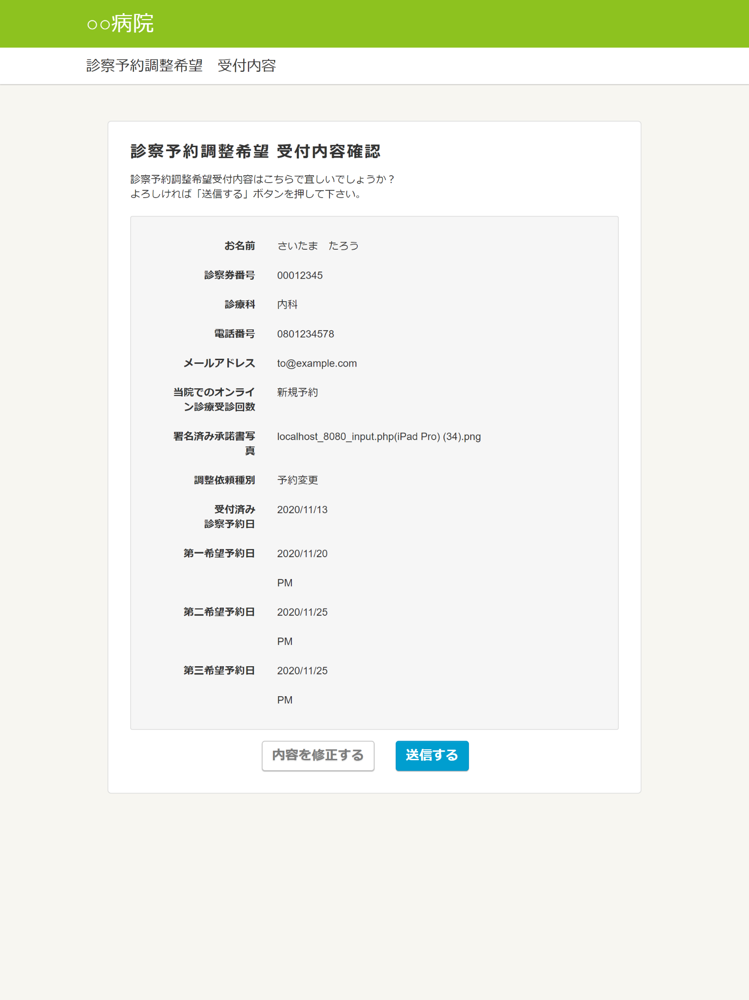 ○○病院
診察予約調整希望　受付内容
診察予約調整希望 受付内容確認
診察予約調整希望受付内容はこちらで宜しいでしょうか？
よろしければ「送信する」ボタンを押して下さい。
お名前 さいたま　たろう
診察券番号 00012345
診療科 内科
電話番号 0801234578
メールアドレス to@example.com
当院でのオンライ 新規予約
ン診療受診回数
署名済み承諾書写 localhost_8080_input.php(iPad Pro) (34).png
真
調整依頼種別 予約変更
受付済み 2020/11/13
診察予約日
第一希望予約日 2020/11/20
PM
第二希望予約日 2020/11/25
PM
第三希望予約日 2020/11/25
PM
内容を修正する 送信する